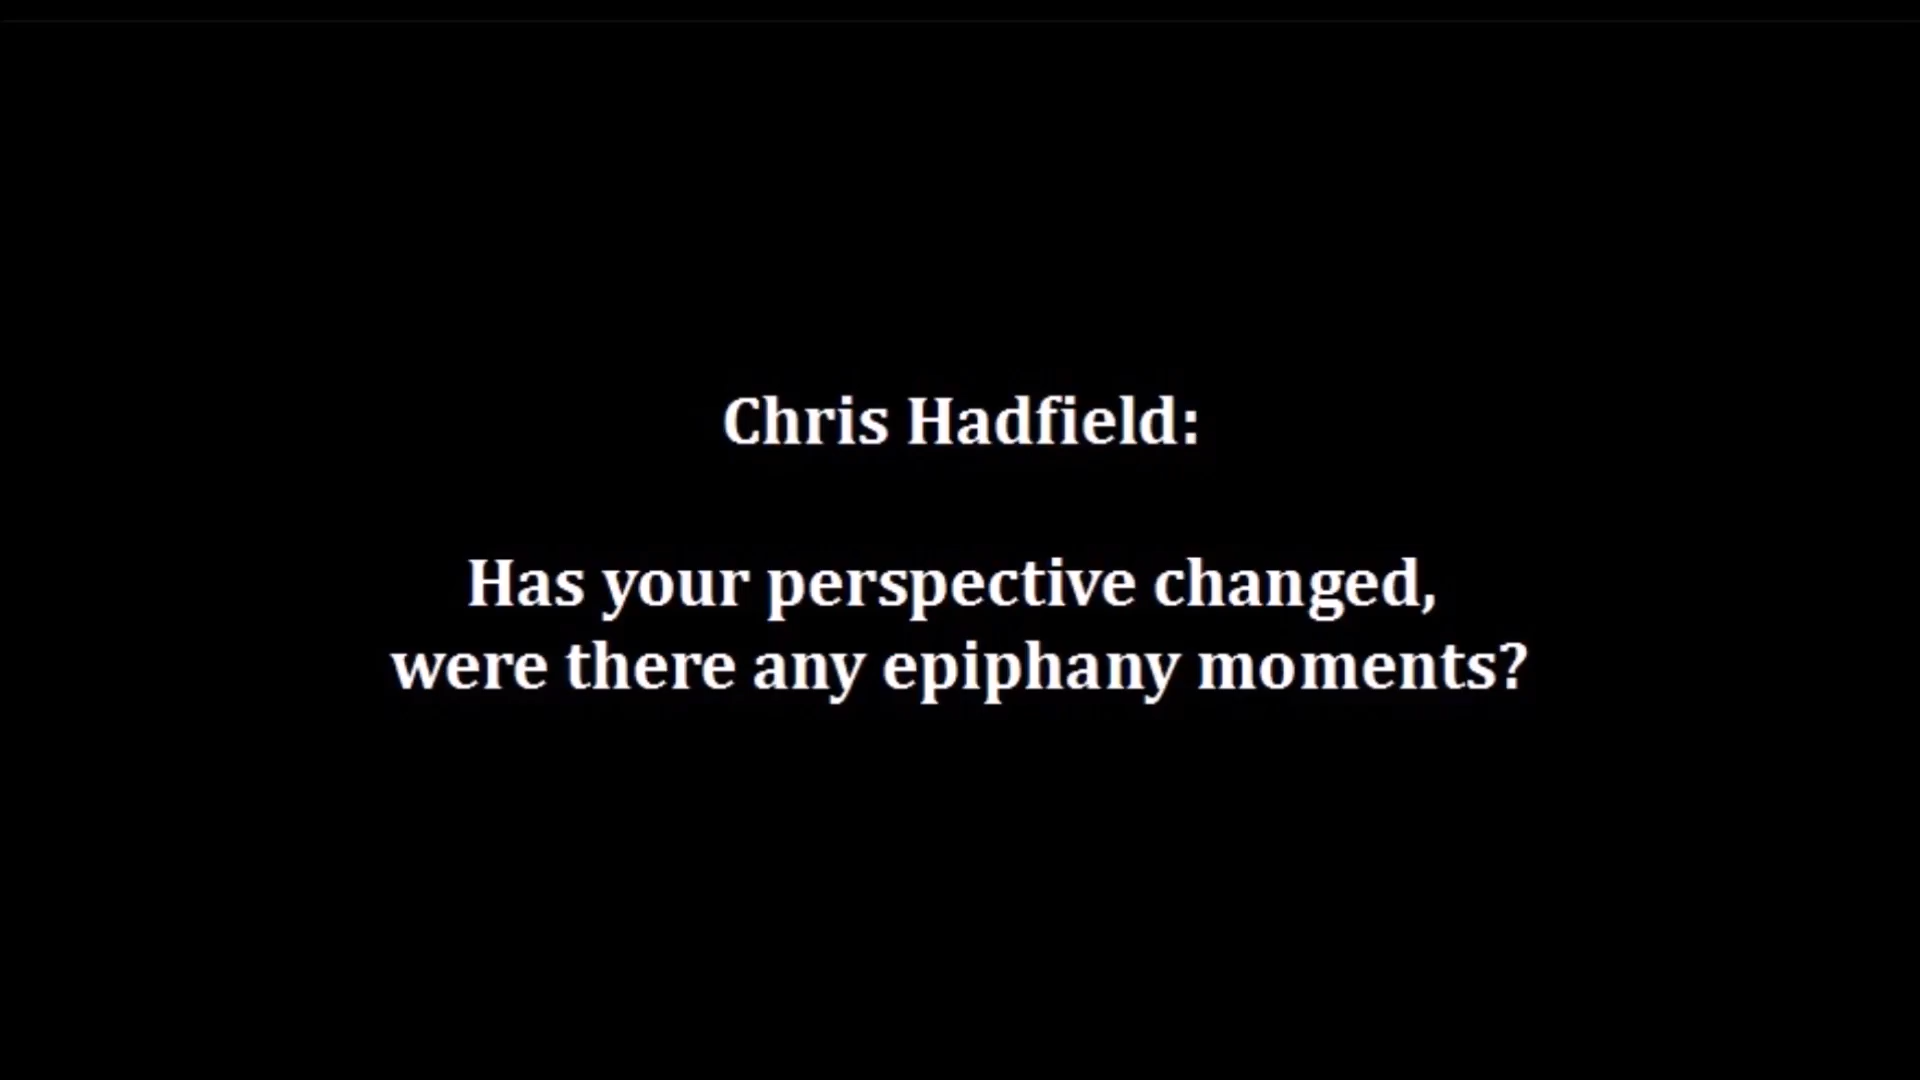 Chris Hadfield:
Has your perspective changed,
were there any epiphany moments?